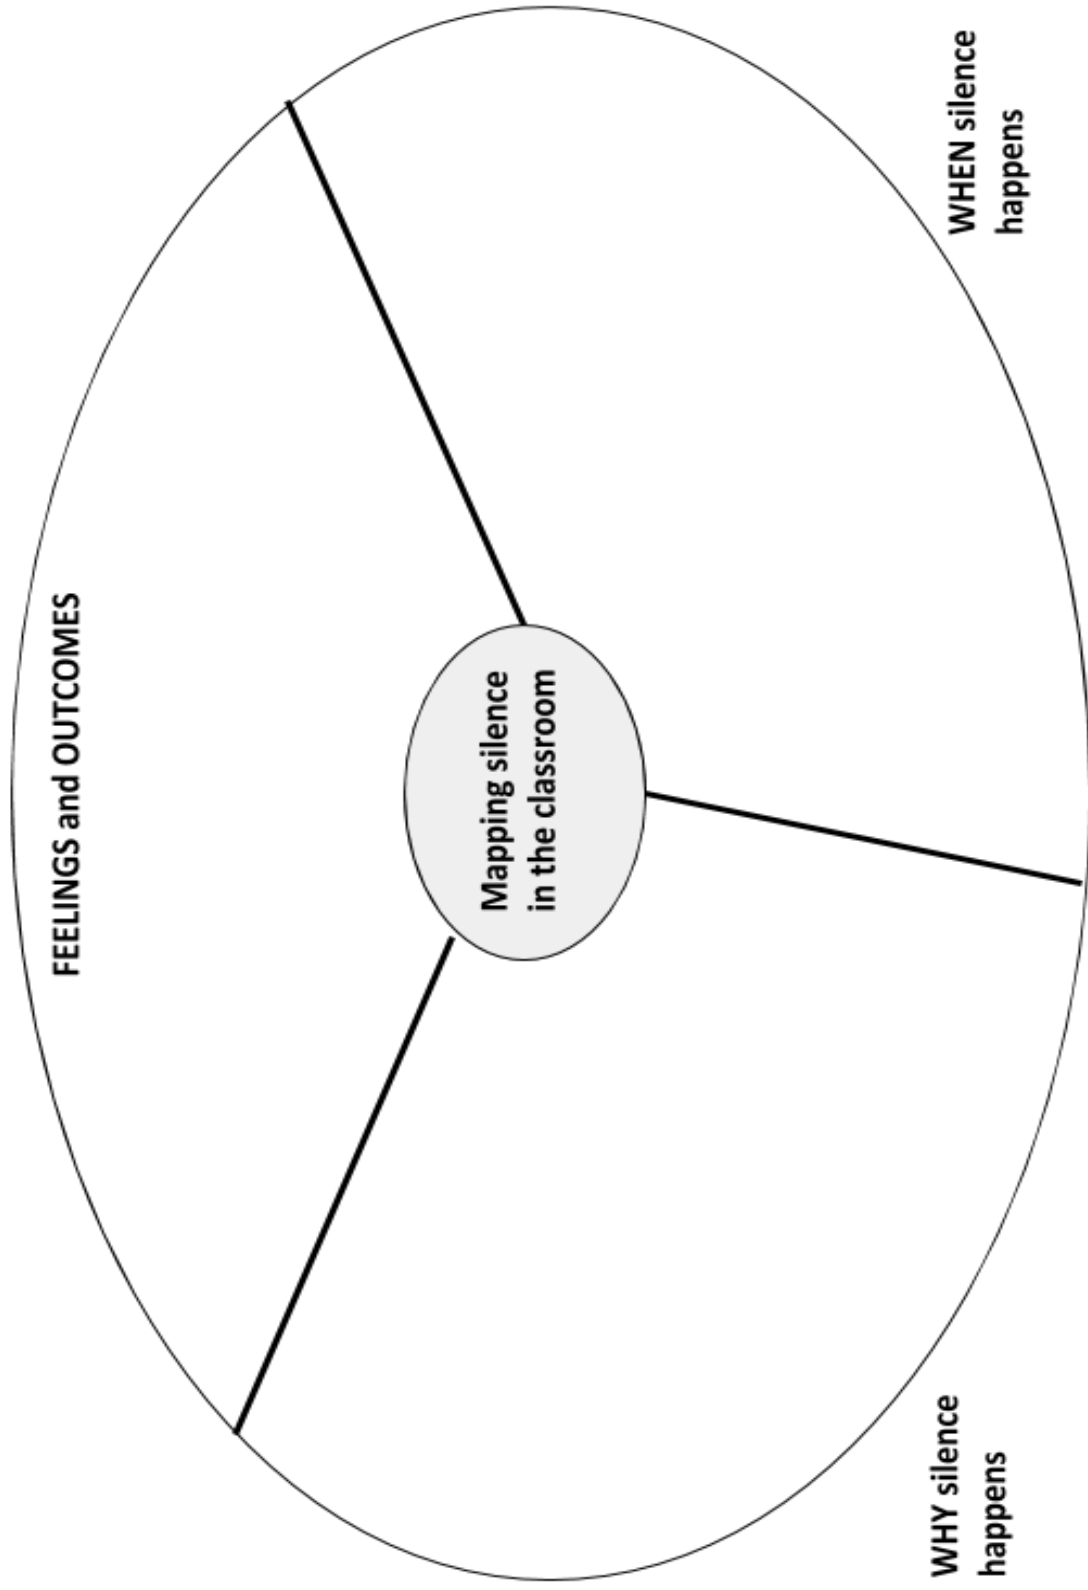 FEELINGS and OUTCOMES
Mapping silence
in the classroom
WHY silence
happens
WHEN silence
happens